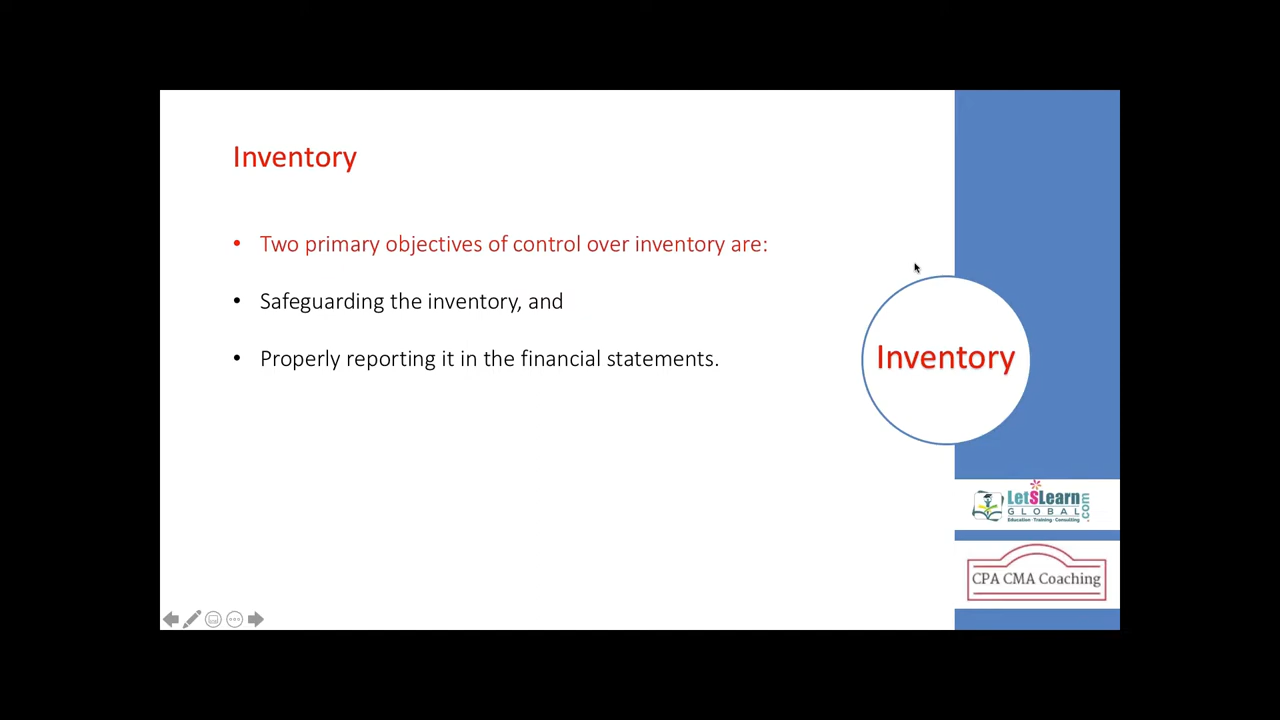 Inventory
• Two primary objectives of control over inventory are:
• Safeguarding the inventory, and
• Properly reporting it in the financial statements.
Inventory
LetSLearn
GLOBAL
.com
Education · Training · Consulting
CPA CMA Coaching